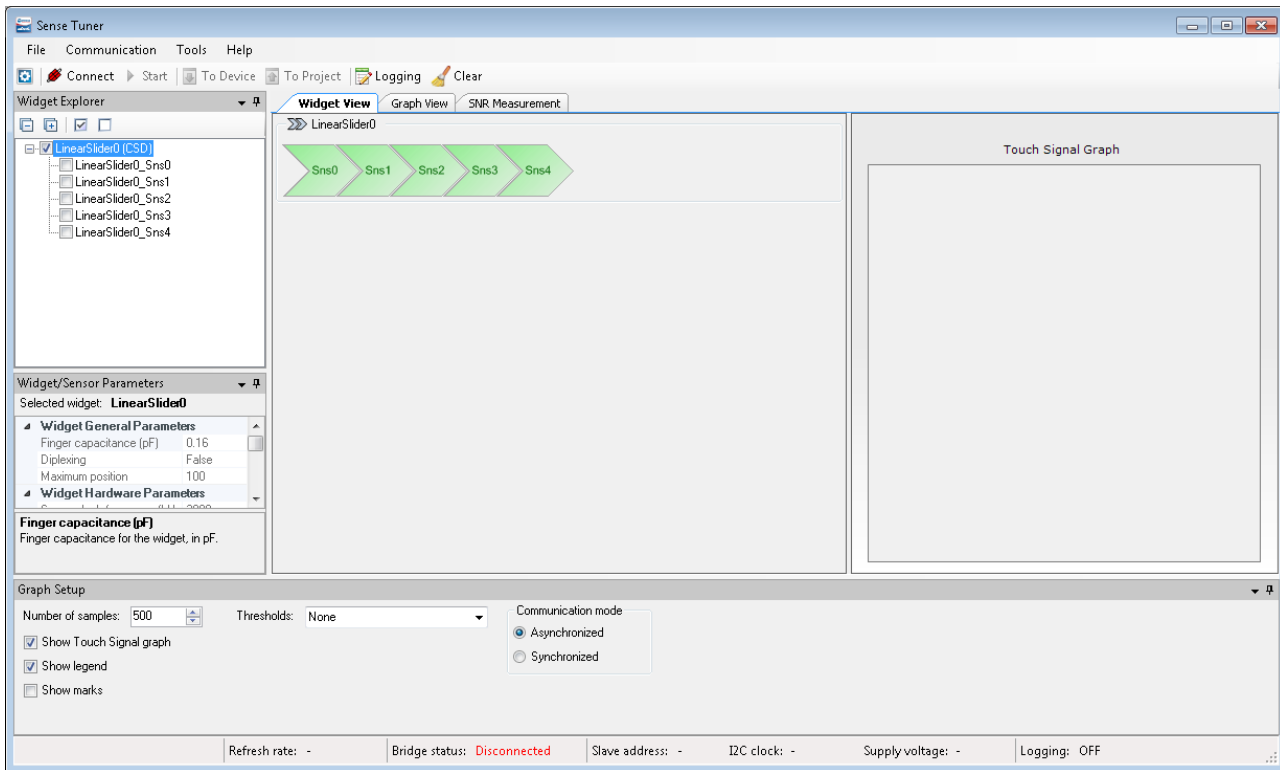 Sense Tuner
File Communication Tools Help
Connect Start To Device To Project Logging Clear
Widget Explorer
Widget View Graph View SNR Measurement
LinearSlider0 (CSD)
LinearSlider0_Sns0
LinearSlider0_Sns1
LinearSlider0_Sns2
LinearSlider0_Sns3
LinearSlider0_Sns4
LinearSlider0
Sns0 Sns1 Sns2 Sns3 Sns4
Touch Signal Graph
Widget/Sensor Parameters
Selected widget: LinearSlider0
Widget General Parameters
Finger capacitance (pF) 0.16
Diplexing False
Maximum position 100
Widget Hardware Parameters
Finger capacitance (pF)
Finger capacitance for the widget, in pF.
Graph Setup
Number of samples: 500 Thresholds: None
Show Touch Signal graph
Show legend
Show marks
Communication mode
Asynchronized
Synchronized
Refresh rate: - Bridge status: Disconnected Slave address: - I2C clock: - Supply voltage: - Logging: OFF